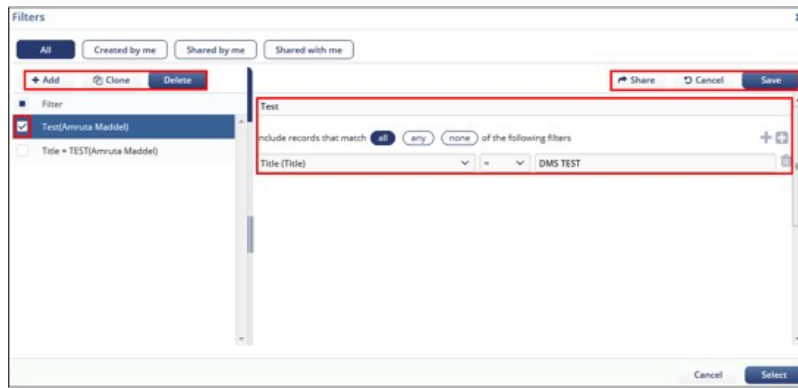 Filters
All Created by me Shared by me Shared with me
+ Add Clone Delete Share Cancel Save
Filter
Test(Amruta Maddel)
Title = TEST(Amruta Maddel)
Test
nclude records that match all any none of the following filters
Title (Title) = DMS TEST
Cancel Select